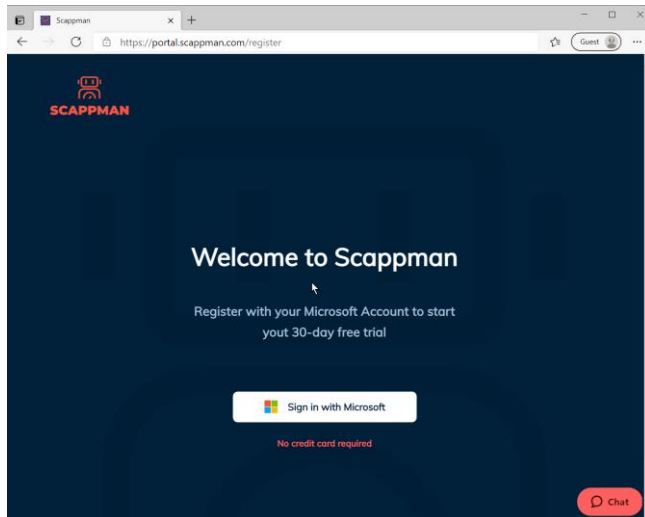 Scappman
https://portal.scappman.com/register
Guest
SCAPPMAN
Welcome to Scappman
Register with your Microsoft Account to start
yout 30-day free trial
Sign in with Microsoft
No credit card required
Chat